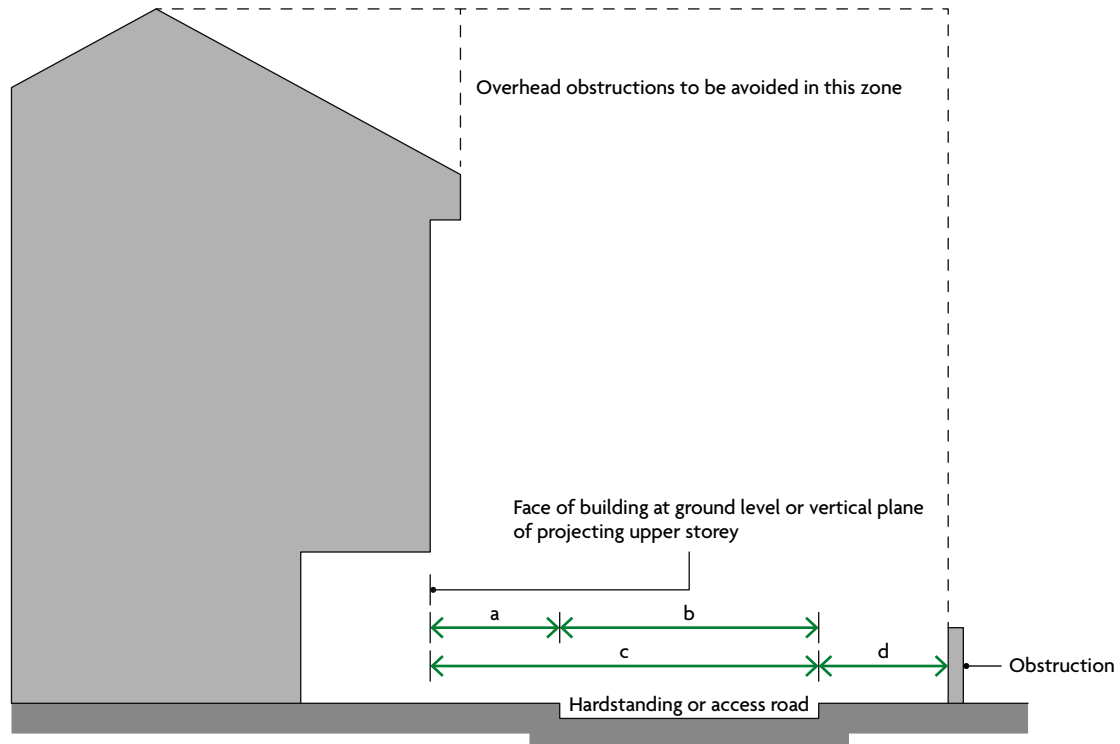 Overhead obstructions to be avoided in this zone
Face of building at ground level or vertical plane
of projecting upper storey
a
b
c
d
Obstruction
Hardstanding or access road